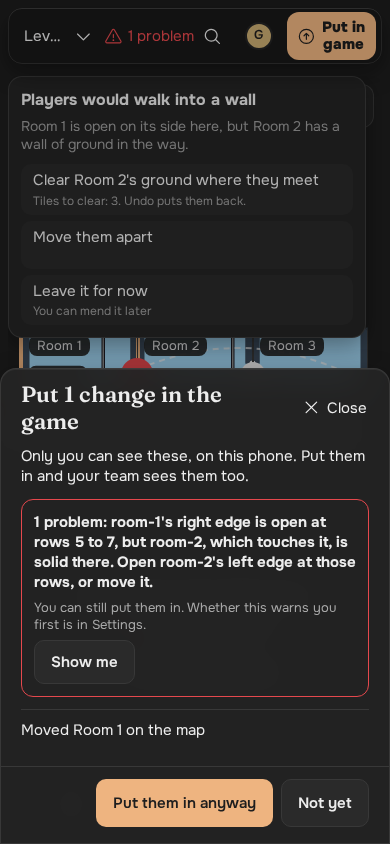 Lev...
1 problem
G
Put in
game
Players would walk into a wall
Room 1 is open on its side here, but Room 2 has a
wall of ground in the way.
Clear Room 2's ground where they meet
Tiles to clear: 3. Undo puts them back.
Move them apart
Leave it for now
You can mend it later
Room 1
Room 2
Room 3
Put 1 change in the
game
Close
Only you can see these, on this phone. Put them
in and your team sees them too.
1 problem: room-1's right edge is open at
rows 5 to 7, but room-2, which touches it, is
solid there. Open room-2's left edge at those
rows, or move it.
You can still put them in. Whether this warns you
first is in Settings.
Show me
Moved Room 1 on the map
Put them in anyway
Not yet